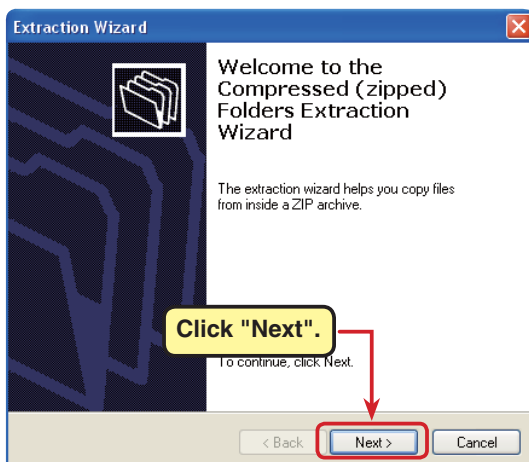 Extraction Wizard
Welcome to the
Compressed (zipped)
Folders Extraction
Wizard
The extraction wizard helps you copy files
from inside a ZIP archive.
Click "Next".
To continue, click Next.
< Back
Next >
Cancel